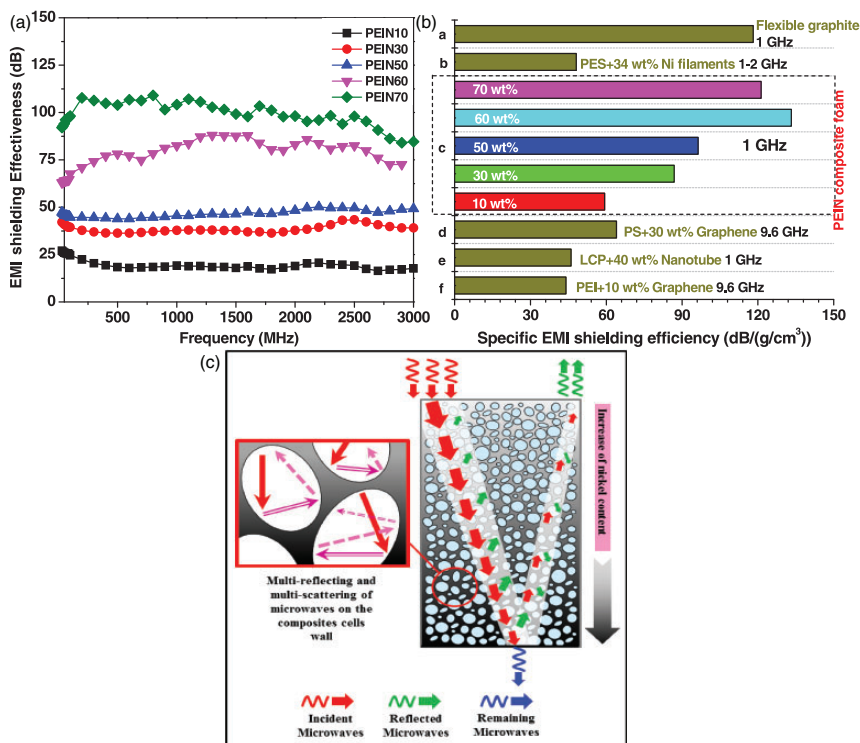 (a)
EMI shielding Effectiveness (dB)
150
125
100
75
50
25
0
PEIN10
PEIN30
PEIN50
PEIN60
PEIN70
500
1000
1500
2000
2500
3000
Frequency (MHz)
(b)
a
b
c
d
e
f
Flexible graphite
1 GHz
PES+34 wt% Ni filaments 1-2 GHz
70 wt%
60 wt%
50 wt%
1 GHz
30 wt%
10 wt%
PEIN composite foam
PS+30 wt% Graphene 9.6 GHz
LCP+40 wt% Nanotube 1 GHz
PEI+10 wt% Graphene 9.6 GHz
0
30
60
90
120
150
Specific EMI shielding efficiency (dB/(g/cm³))
(c)
Increase of nickel content
Multi-reflecting and
multi-scattering of
microwaves on the
composites cells
wall
Incident
Microwaves
Reflected
Microwaves
Remaining
Microwaves